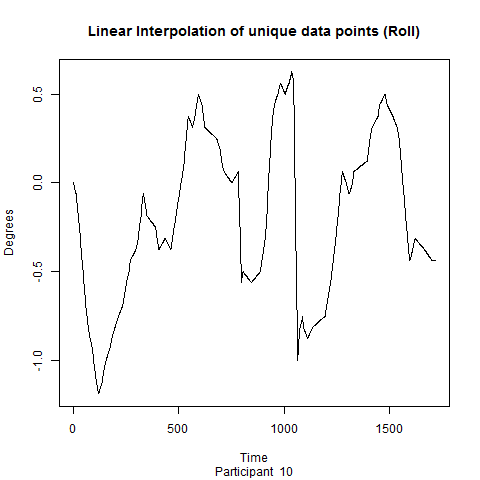 Linear Interpolation of unique data points (Roll)
Degrees
0.5
0.0
-0.5
-1.0
0 500 1000 1500
Time
Participant 10